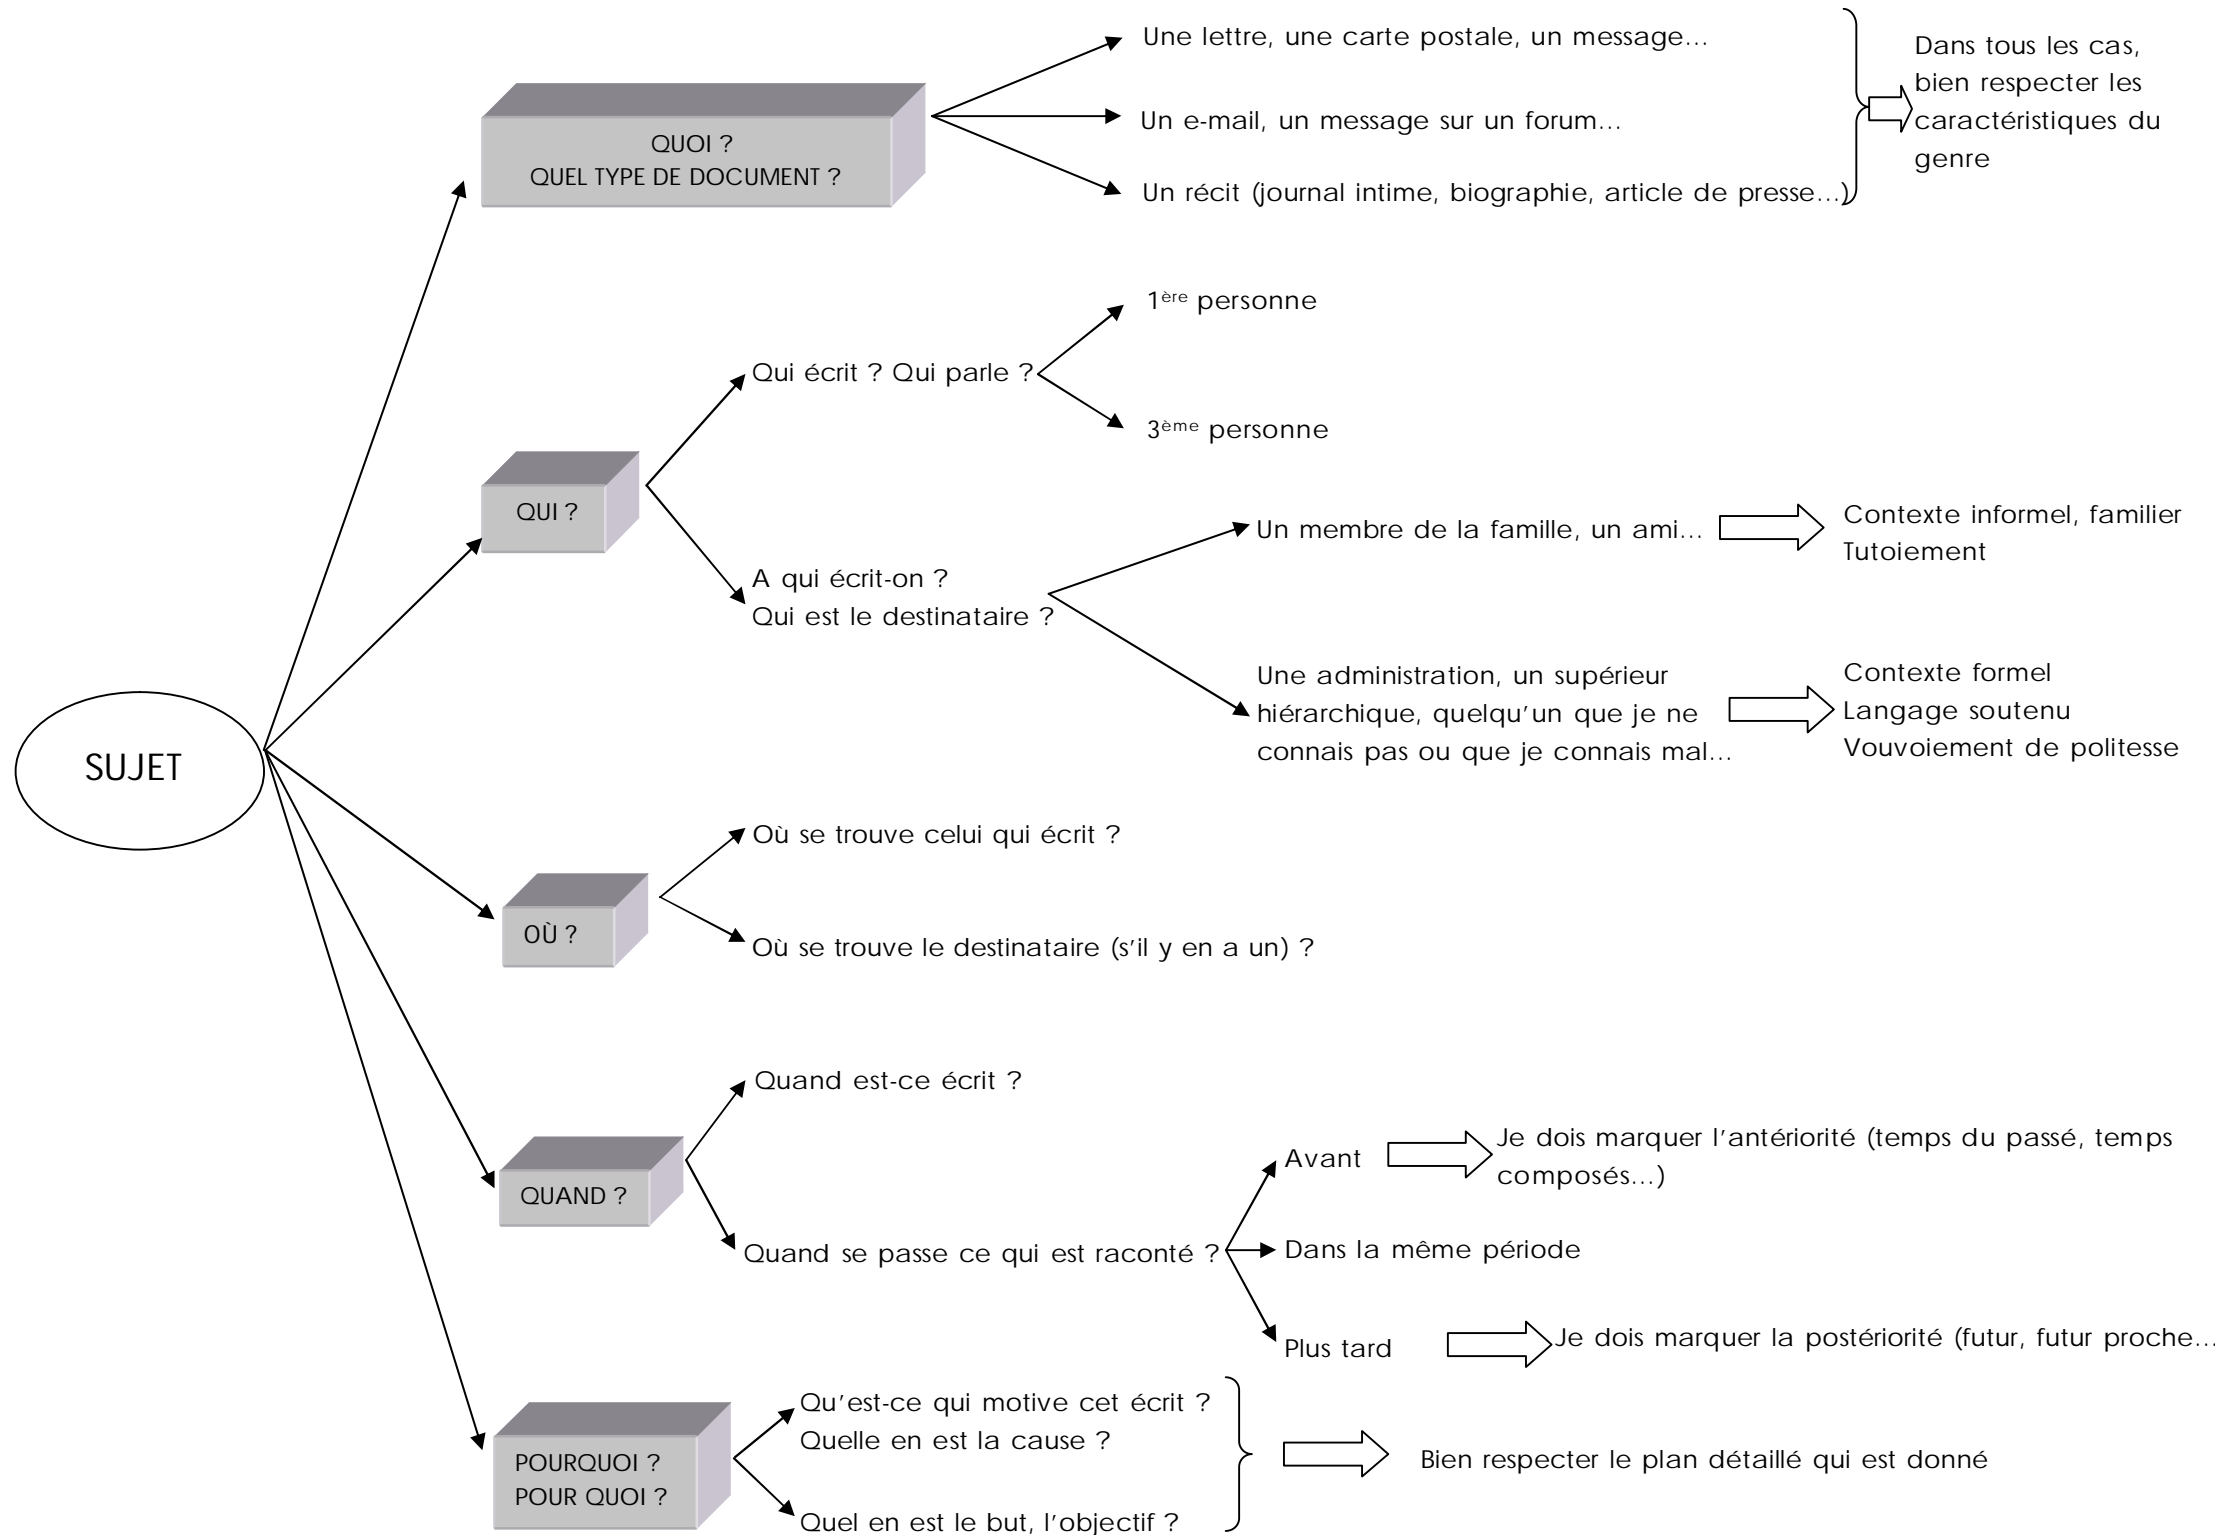 Une lettre, une carte postale, un message…
Dans tous les cas,
bien respecter les
caractéristiques du
genre
QUOI ?
QUEL TYPE DE DOCUMENT ?
Un e-mail, un message sur un forum…
Un récit (journal intime, biographie, article de presse…)
1ère personne
Qui écrit ? Qui parle ?
3ème personne
QUI ?
Un membre de la famille, un ami…
Contexte informel, familier
Tutoiement
A qui écrit-on ?
Qui est le destinataire ?
Une administration, un supérieur
hiérarchique, quelqu’un que je ne
connais pas ou que je connais mal…
Contexte formel
Langage soutenu
Vouvoiement de politesse
SUJET
Où se trouve celui qui écrit ?
OÙ ?
Où se trouve le destinataire (s’il y en a un) ?
Quand est-ce écrit ?
QUAND ?
Avant
Je dois marquer l’antériorité (temps du passé, temps
composés…)
Quand se passe ce qui est raconté ?
Dans la même période
Plus tard
Je dois marquer la postériorité (futur, futur proche…
POURQUOI ?
POUR QUOI ?
Qu’est-ce qui motive cet écrit ?
Quelle en est la cause ?
Quel en est le but, l’objectif ?
Bien respecter le plan détaillé qui est donné